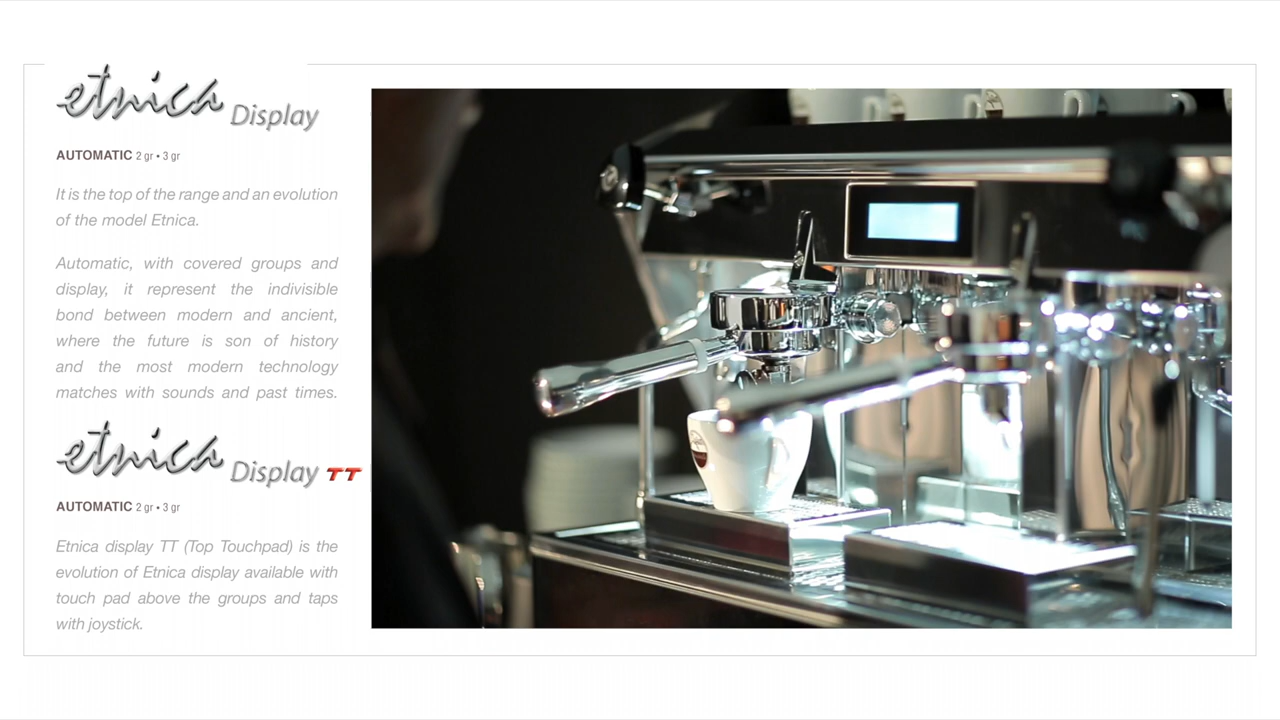 etnica Display
AUTOMATIC 2 gr • 3 gr
It is the top of the range and an evolution
of the model Etnica.
Automatic, with covered groups and
display, it represent the indivisible
bond between modern and ancient,
where the future is son of history
and the most modern technology
matches with sounds and past times.
etnica Display TT
AUTOMATIC 2 gr • 3 gr
Etnica display TT (Top Touchpad) is the
evolution of Etnica display available with
touch pad above the groups and taps
with joystick.